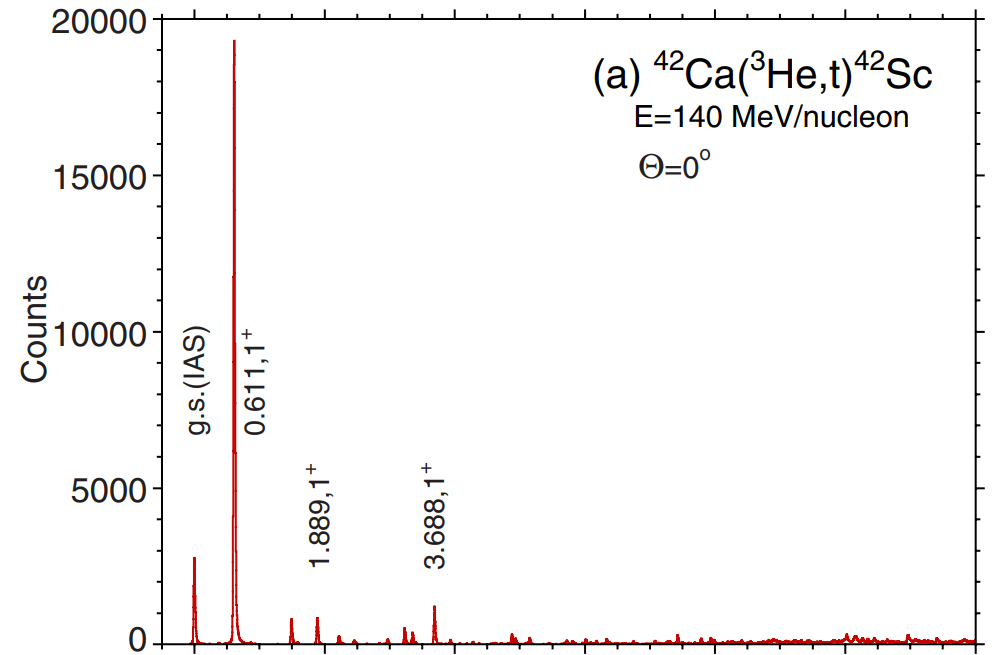 20000
(a) ⁴²Ca(³He,t)⁴²Sc
E=140 MeV/nucleon
Θ=0°
15000
Counts
10000
g.s.(IAS)
0.611,1⁺
5000
1.889,1⁺
3.688,1⁺
0